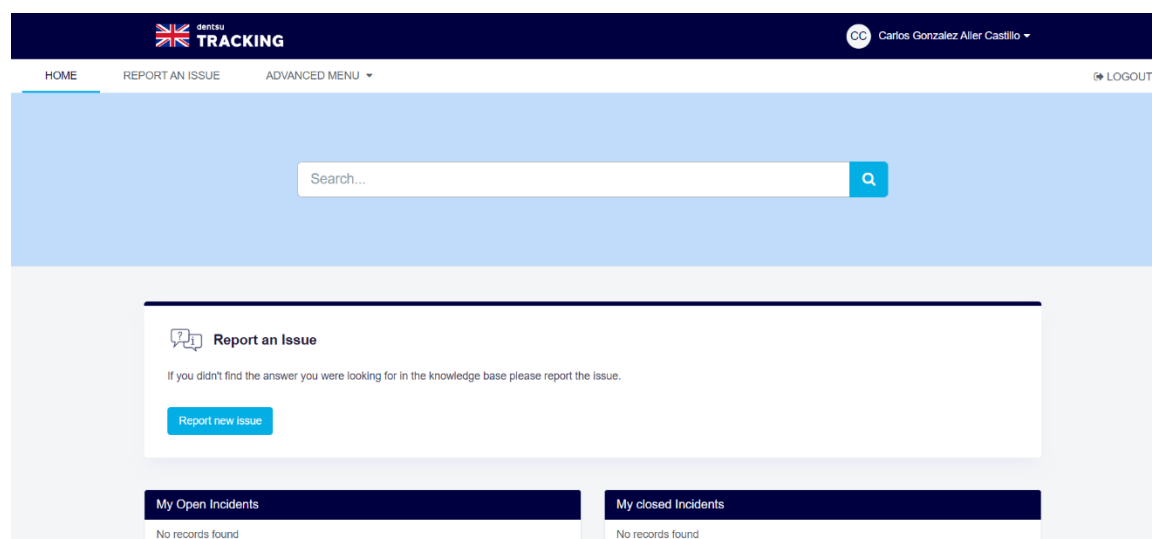 dentsu
TRACKING
CC Carlos Gonzalez Aller Castillo
HOME REPORT AN ISSUE ADVANCED MENU LOGOUT
Search...
? i Report an Issue
If you didn't find the answer you were looking for in the knowledge base please report the issue.
Report new issue
My Open Incidents
No records found
My closed Incidents
No records found